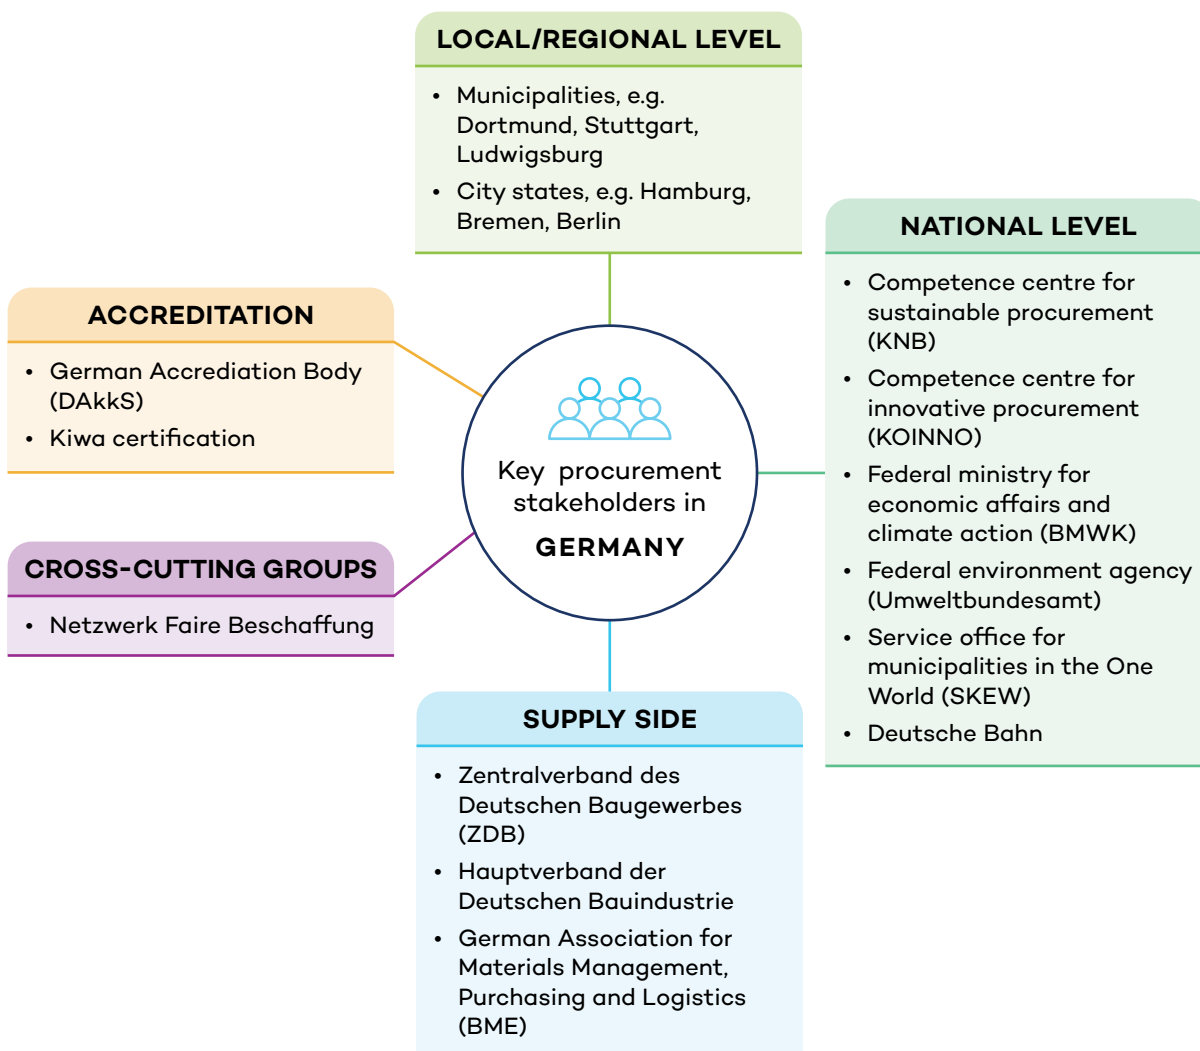 LOCAL/REGIONAL LEVEL
• Municipalities, e.g.
Dortmund, Stuttgart,
Ludwigsburg
• City states, e.g. Hamburg,
Bremen, Berlin
NATIONAL LEVEL
• Competence centre for
sustainable procurement
(KNB)
• Competence centre for
innovative procurement
(KOINNO)
• Federal ministry for
economic affairs and
climate action (BMWK)
• Federal environment agency
(Umweltbundesamt)
• Service office for
municipalities in the One
World (SKEW)
• Deutsche Bahn
ACCREDITATION
• German Accrediation Body
(DAkkS)
• Kiwa certification
Key procurement
stakeholders in
GERMANY
CROSS-CUTTING GROUPS
• Netzwerk Faire Beschaffung
SUPPLY SIDE
• Zentralverband des
Deutschen Baugewerbes
(ZDB)
• Hauptverband der
Deutschen Bauindustrie
• German Association for
Materials Management,
Purchasing and Logistics
(BME)